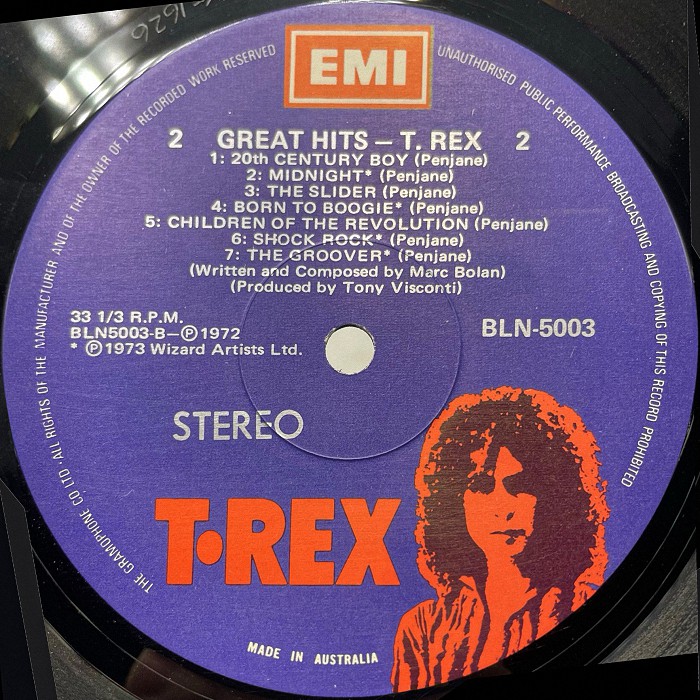 -1626
EMI
THE GRAMOPHONE CO LTD · ALL RIGHTS OF THE MANUFACTURER AND OF THE OWNER OF THE RECORDED WORK RESERVED
UNAUTHORISED PUBLIC PERFORMANCE BROADCASTING AND COPYING OF THIS RECORD PROHIBITED
2 GREAT HITS – T. REX 2
1: 20th CENTURY BOY (Penjane)
2: MIDNIGHT* (Penjane)
3: THE SLIDER (Penjane)
4: BORN TO BOOGIE* (Penjane)
5: CHILDREN OF THE REVOLUTION (Penjane)
6: SHOCK ROCK* (Penjane)
7: THE GROOVER* (Penjane)
(Written and Composed by Marc Bolan)
(Produced by Tony Visconti)
33 1/3 R.P.M.
BLN5003-B–Ⓟ1972
* Ⓟ1973 Wizard Artists Ltd.
BLN-5003
STEREO
T·REX
MADE IN AUSTRALIA